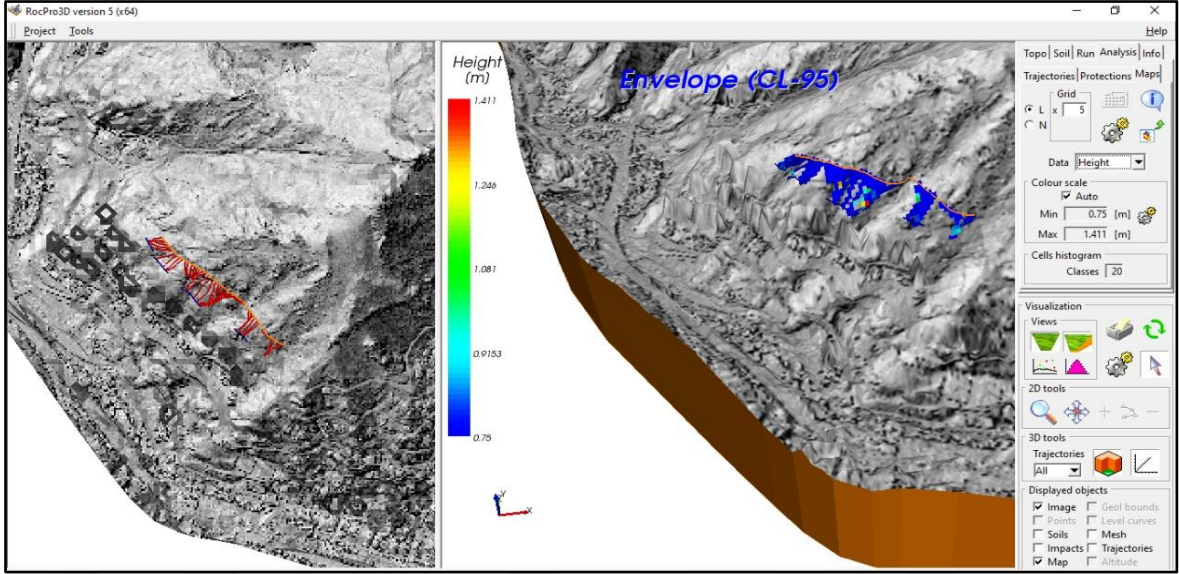 RocPro3D version 5 (x64)
Project Tools
Help
Height
(m)
1.411
1.246
1.081
0.9153
0.75
Envelope (CL-95)
Y
X
Topo Soil Run Analysis Info
Trajectories Protections Maps
Grid
L x 5
N
Data Height
Colour scale
Auto
Min 0.75 [m]
Max 1.411 [m]
Cells histogram
Classes 20
Visualization
Views
2D tools
3D tools
Trajectories
All
Displayed objects
Image Geol bounds
Points Level curves
Soils Mesh
Impacts Trajectories
Map Altitude